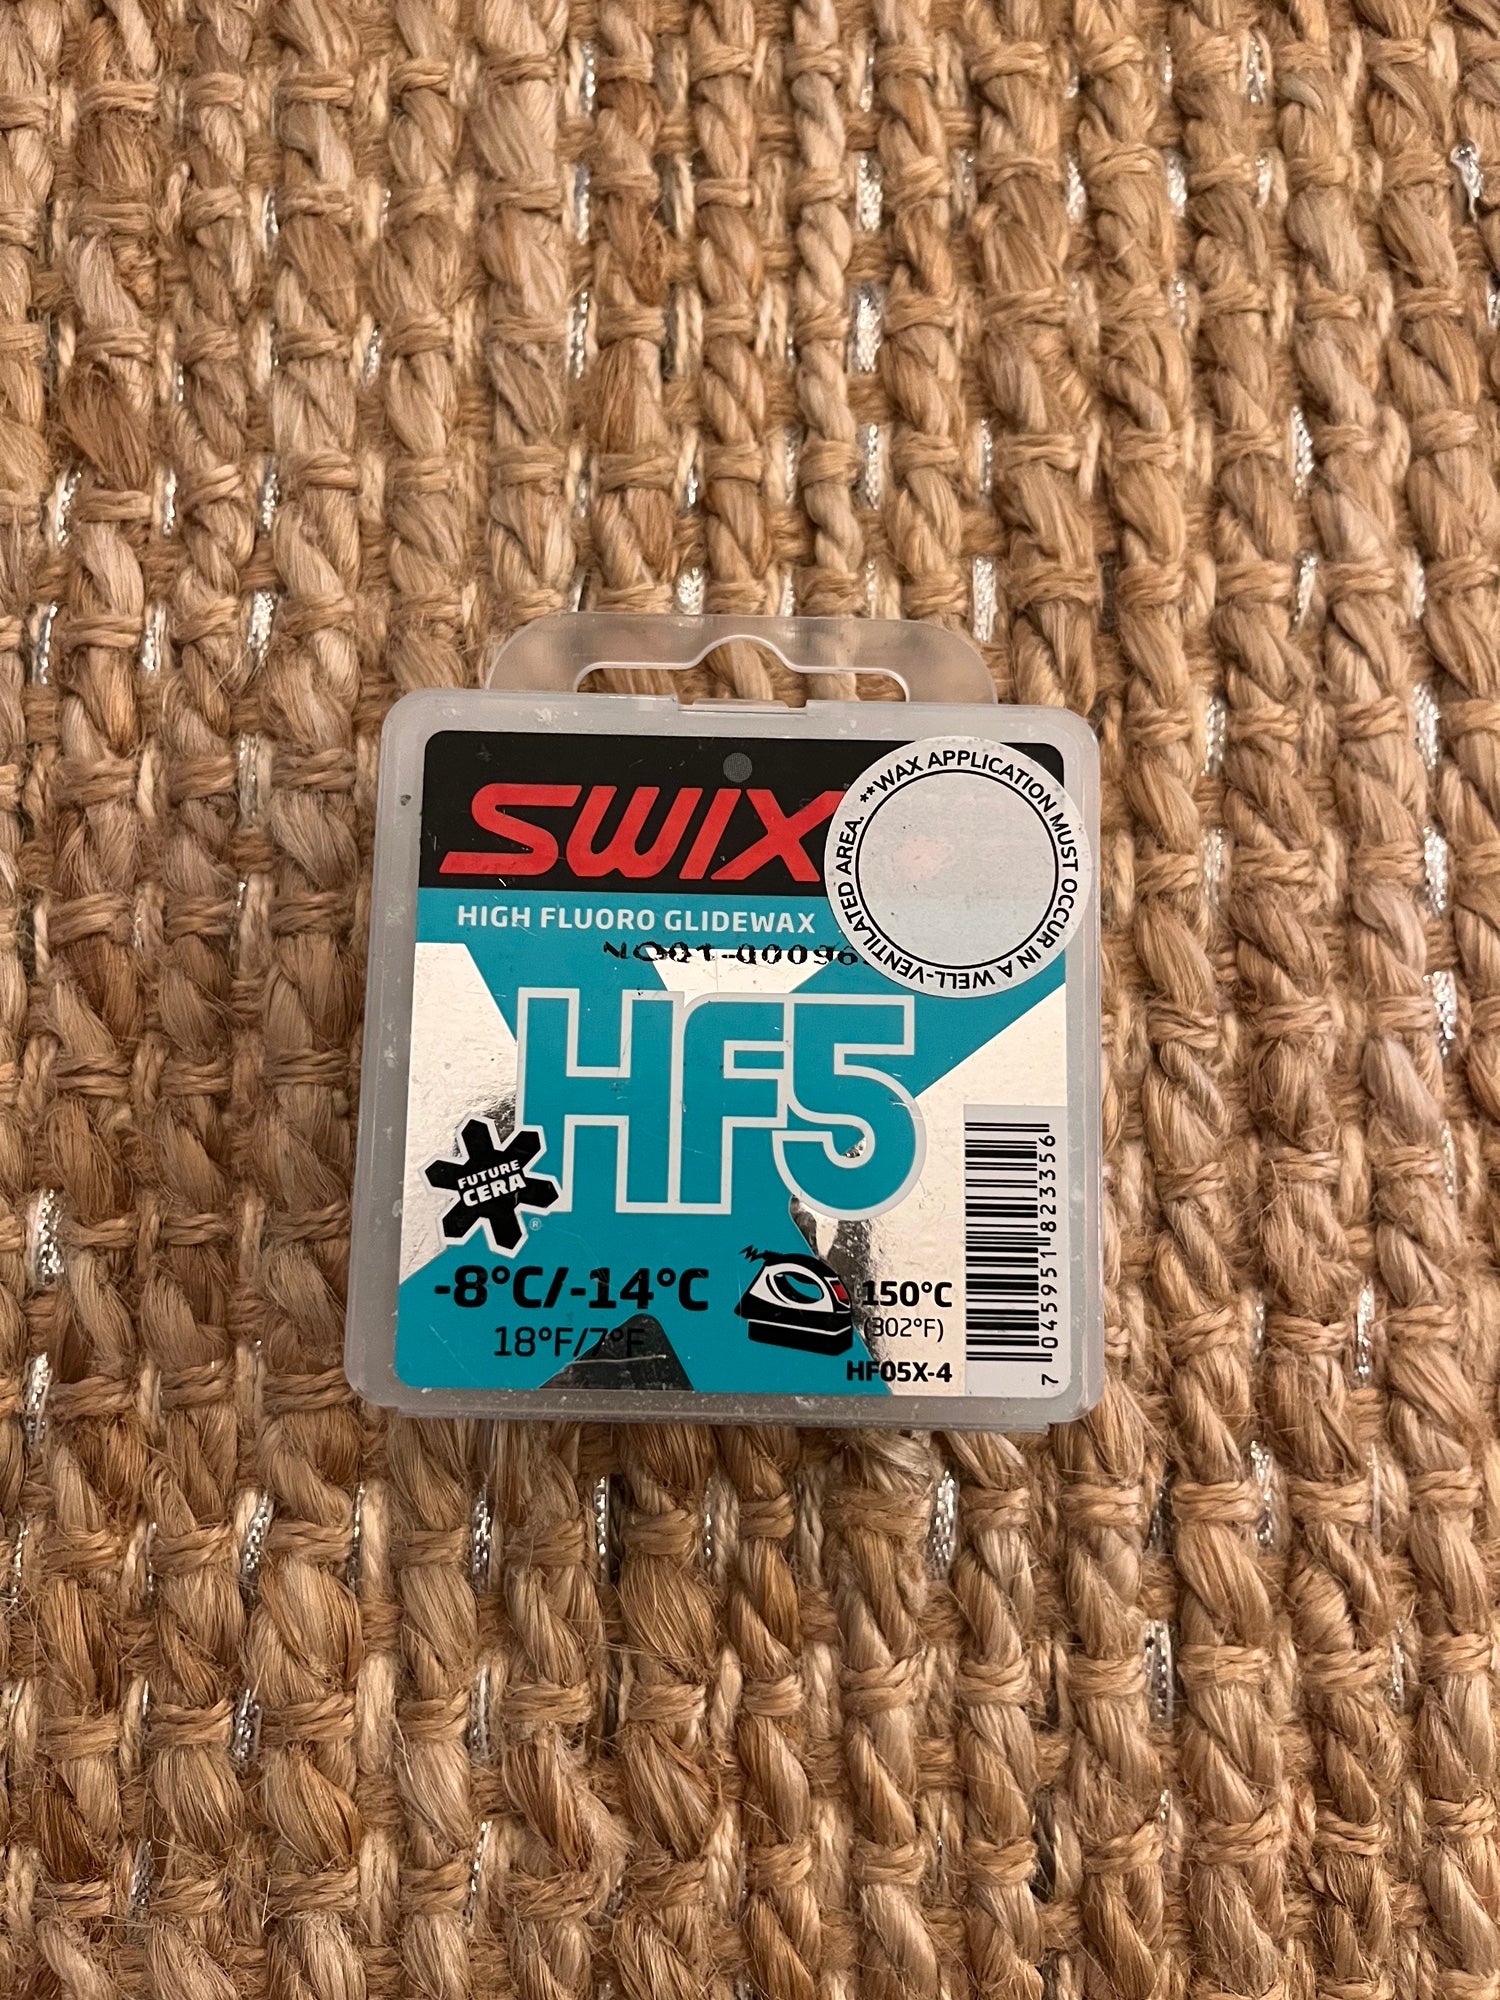 SWIX
**WAX APPLICATION MUST OCCUR IN A WELL-VENTILATED AREA.
HIGH FLUORO GLIDEWAX
HF5
FUTURE
CERA
®
-8°C/-14°C
18°F/7°F
150°C
(302°F)
HF05X-4
7 045951 823356